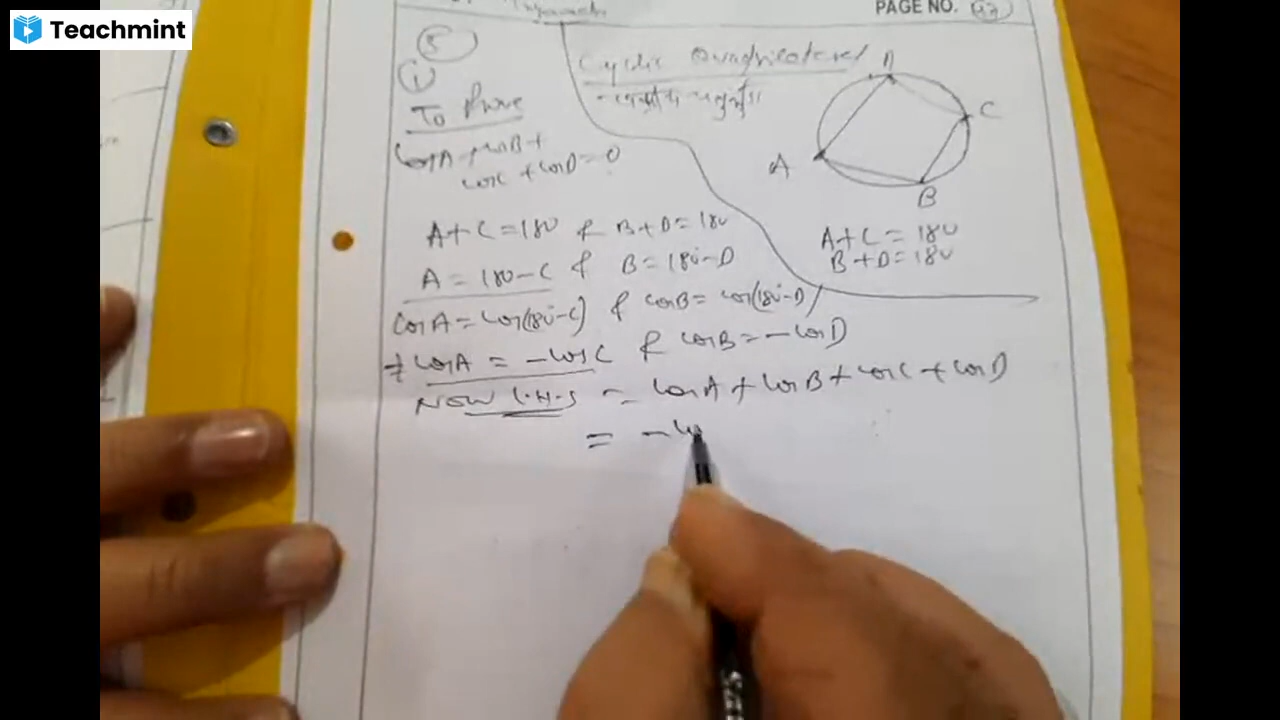 Teachmint
PAGE NO.
5
Cyclic Quadrilateral
i
To Prove
cosA + cosB +
cosC + cosD = 0
D
C
A
B
A+C = 180
B+D = 180
A+C = 180 & B+D = 180
A = 180-C & B = 180-D
cosA = cos(180-C) & cosB = cos(180-D)
cosA = -cosC & cosB = -cosD
NOW L.H.S = cosA + cosB + cosC + cosD
= -co